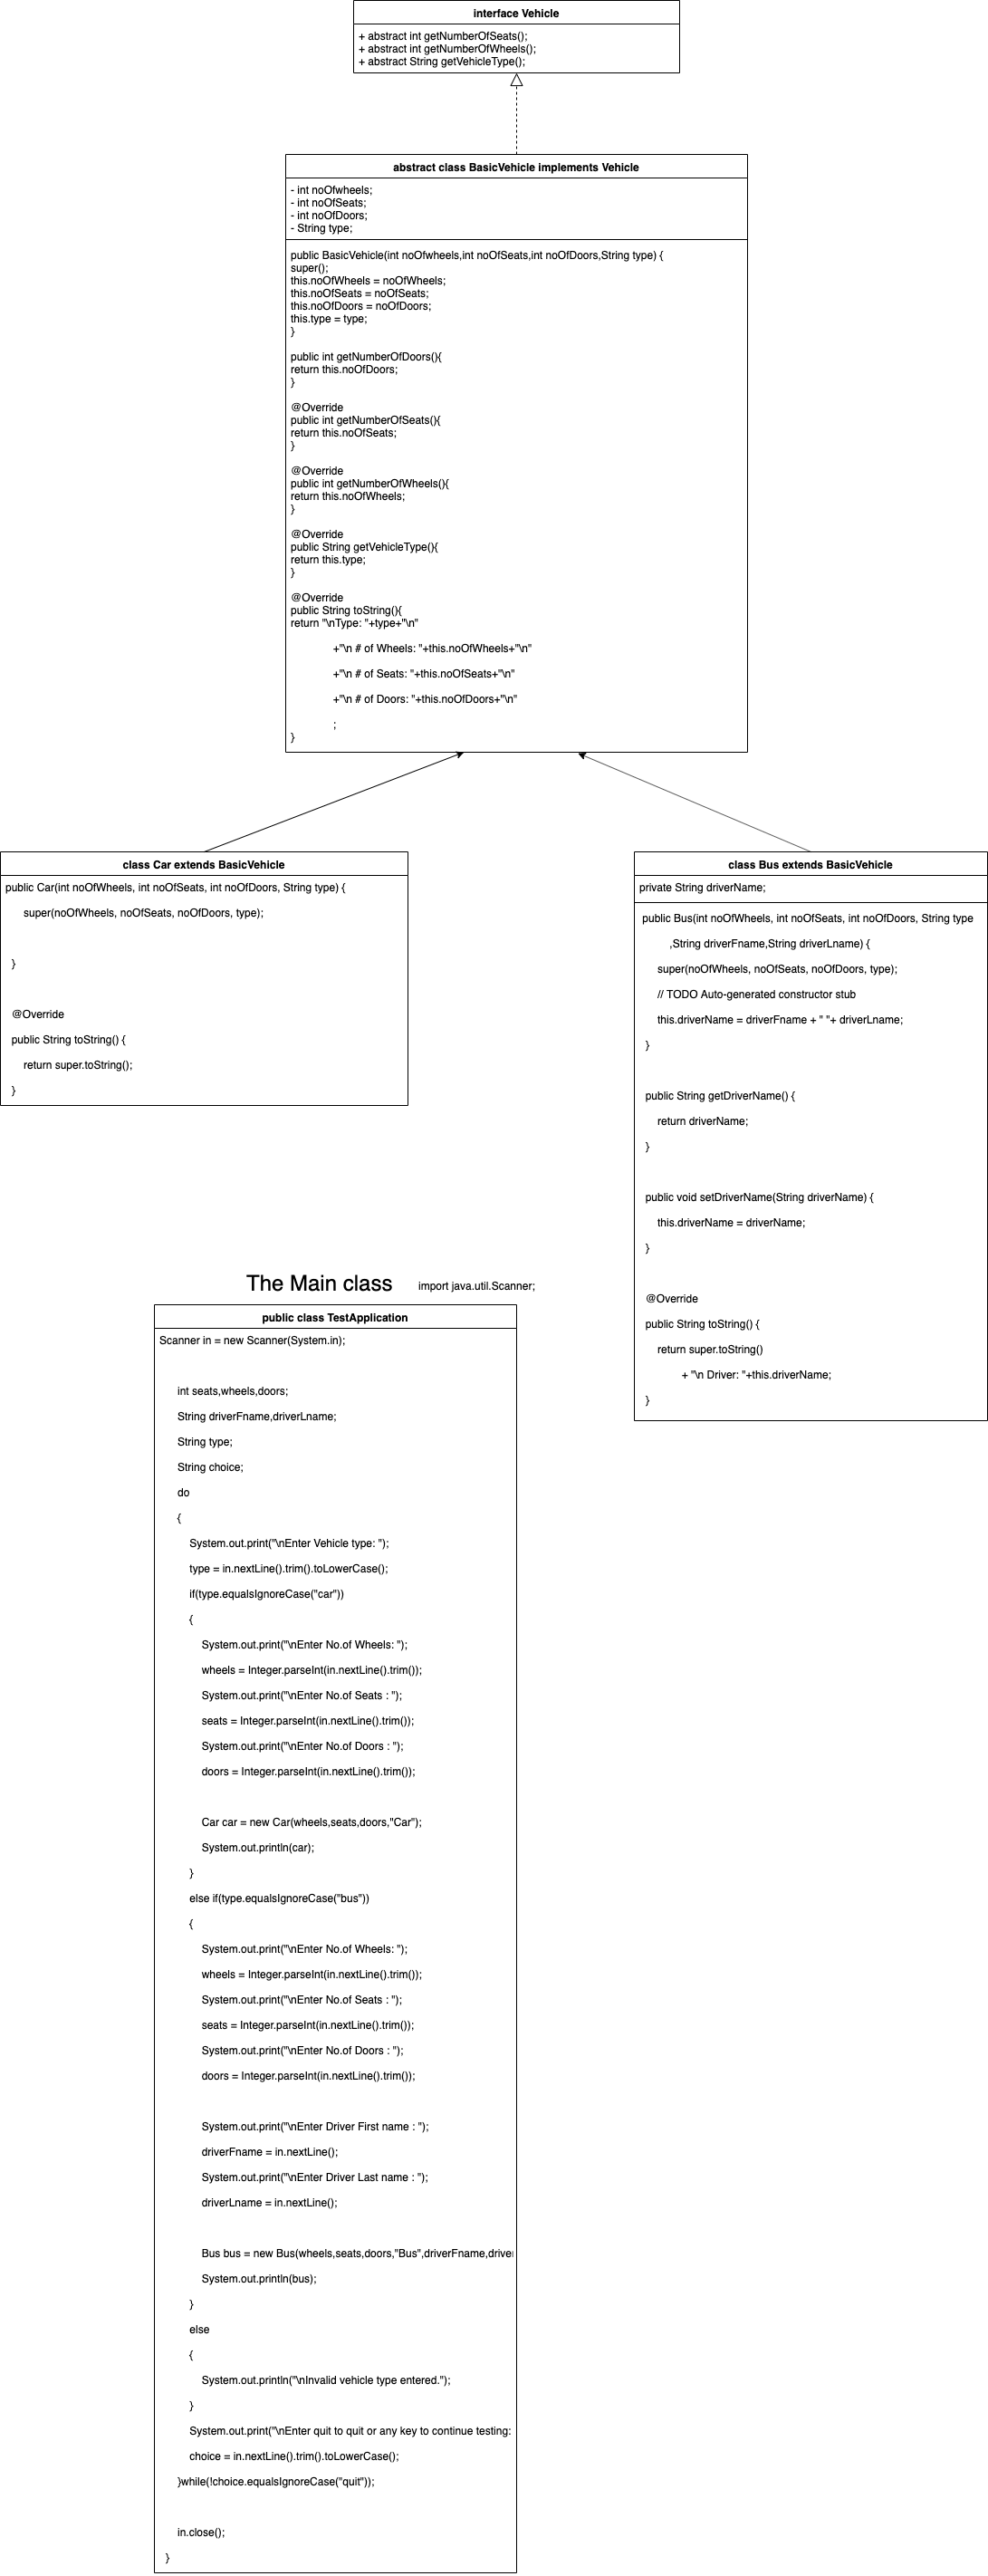 interface Vehicle
+ abstract int getNumberOfSeats();
+ abstract int getNumberOfWheels();
+ abstract String getVehicleType();
abstract class BasicVehicle implements Vehicle
- int noOfwheels;
- int noOfSeats;
- int noOfDoors;
- String type;
public BasicVehicle(int noOfwheels,int noOfSeats,int noOfDoors,String type) {
super();
this.noOfWheels = noOfWheels;
this.noOfSeats = noOfSeats;
this.noOfDoors = noOfDoors;
this.type = type;
}
public int getNumberOfDoors(){
return this.noOfDoors;
}
@Override
public int getNumberOfSeats(){
return this.noOfSeats;
}
@Override
public int getNumberOfWheels(){
return this.noOfWheels;
}
@Override
public String getVehicleType(){
return this.type;
}
@Override
public String toString(){
return "\nType: "+type+"\n"
+"\n # of Wheels: "+this.noOfWheels+"\n"
+"\n # of Seats: "+this.noOfSeats+"\n"
+"\n # of Doors: "+this.noOfDoors+"\n"
;
}
class Car extends BasicVehicle
public Car(int noOfWheels, int noOfSeats, int noOfDoors, String type) {
super(noOfWheels, noOfSeats, noOfDoors, type);
}
@Override
public String toString() {
return super.toString();
}
class Bus extends BasicVehicle
private String driverName;
public Bus(int noOfWheels, int noOfSeats, int noOfDoors, String type
,String driverFname,String driverLname) {
super(noOfWheels, noOfSeats, noOfDoors, type);
// TODO Auto-generated constructor stub
this.driverName = driverFname + " "+ driverLname;
}
public String getDriverName() {
return driverName;
}
public void setDriverName(String driverName) {
this.driverName = driverName;
}
@Override
public String toString() {
return super.toString()
+ "\n Driver: "+this.driverName;
}
The Main class
import java.util.Scanner;
public class TestApplication
Scanner in = new Scanner(System.in);
int seats,wheels,doors;
String driverFname,driverLname;
String type;
String choice;
do
{
System.out.print("\nEnter Vehicle type: ");
type = in.nextLine().trim().toLowerCase();
if(type.equalsIgnoreCase("car"))
{
System.out.print("\nEnter No.of Wheels: ");
wheels = Integer.parseInt(in.nextLine().trim());
System.out.print("\nEnter No.of Seats : ");
seats = Integer.parseInt(in.nextLine().trim());
System.out.print("\nEnter No.of Doors : ");
doors = Integer.parseInt(in.nextLine().trim());
Car car = new Car(wheels,seats,doors,"Car");
System.out.println(car);
}
else if(type.equalsIgnoreCase("bus"))
{
System.out.print("\nEnter No.of Wheels: ");
wheels = Integer.parseInt(in.nextLine().trim());
System.out.print("\nEnter No.of Seats : ");
seats = Integer.parseInt(in.nextLine().trim());
System.out.print("\nEnter No.of Doors : ");
doors = Integer.parseInt(in.nextLine().trim());
System.out.print("\nEnter Driver First name : ");
driverFname = in.nextLine();
System.out.print("\nEnter Driver Last name : ");
driverLname = in.nextLine();
Bus bus = new Bus(wheels,seats,doors,"Bus",driverFname,drive
System.out.println(bus);
}
else
{
System.out.println("\nInvalid vehicle type entered.");
}
System.out.print("\nEnter quit to quit or any key to continue testing:
choice = in.nextLine().trim().toLowerCase();
}while(!choice.equalsIgnoreCase("quit"));
in.close();
}